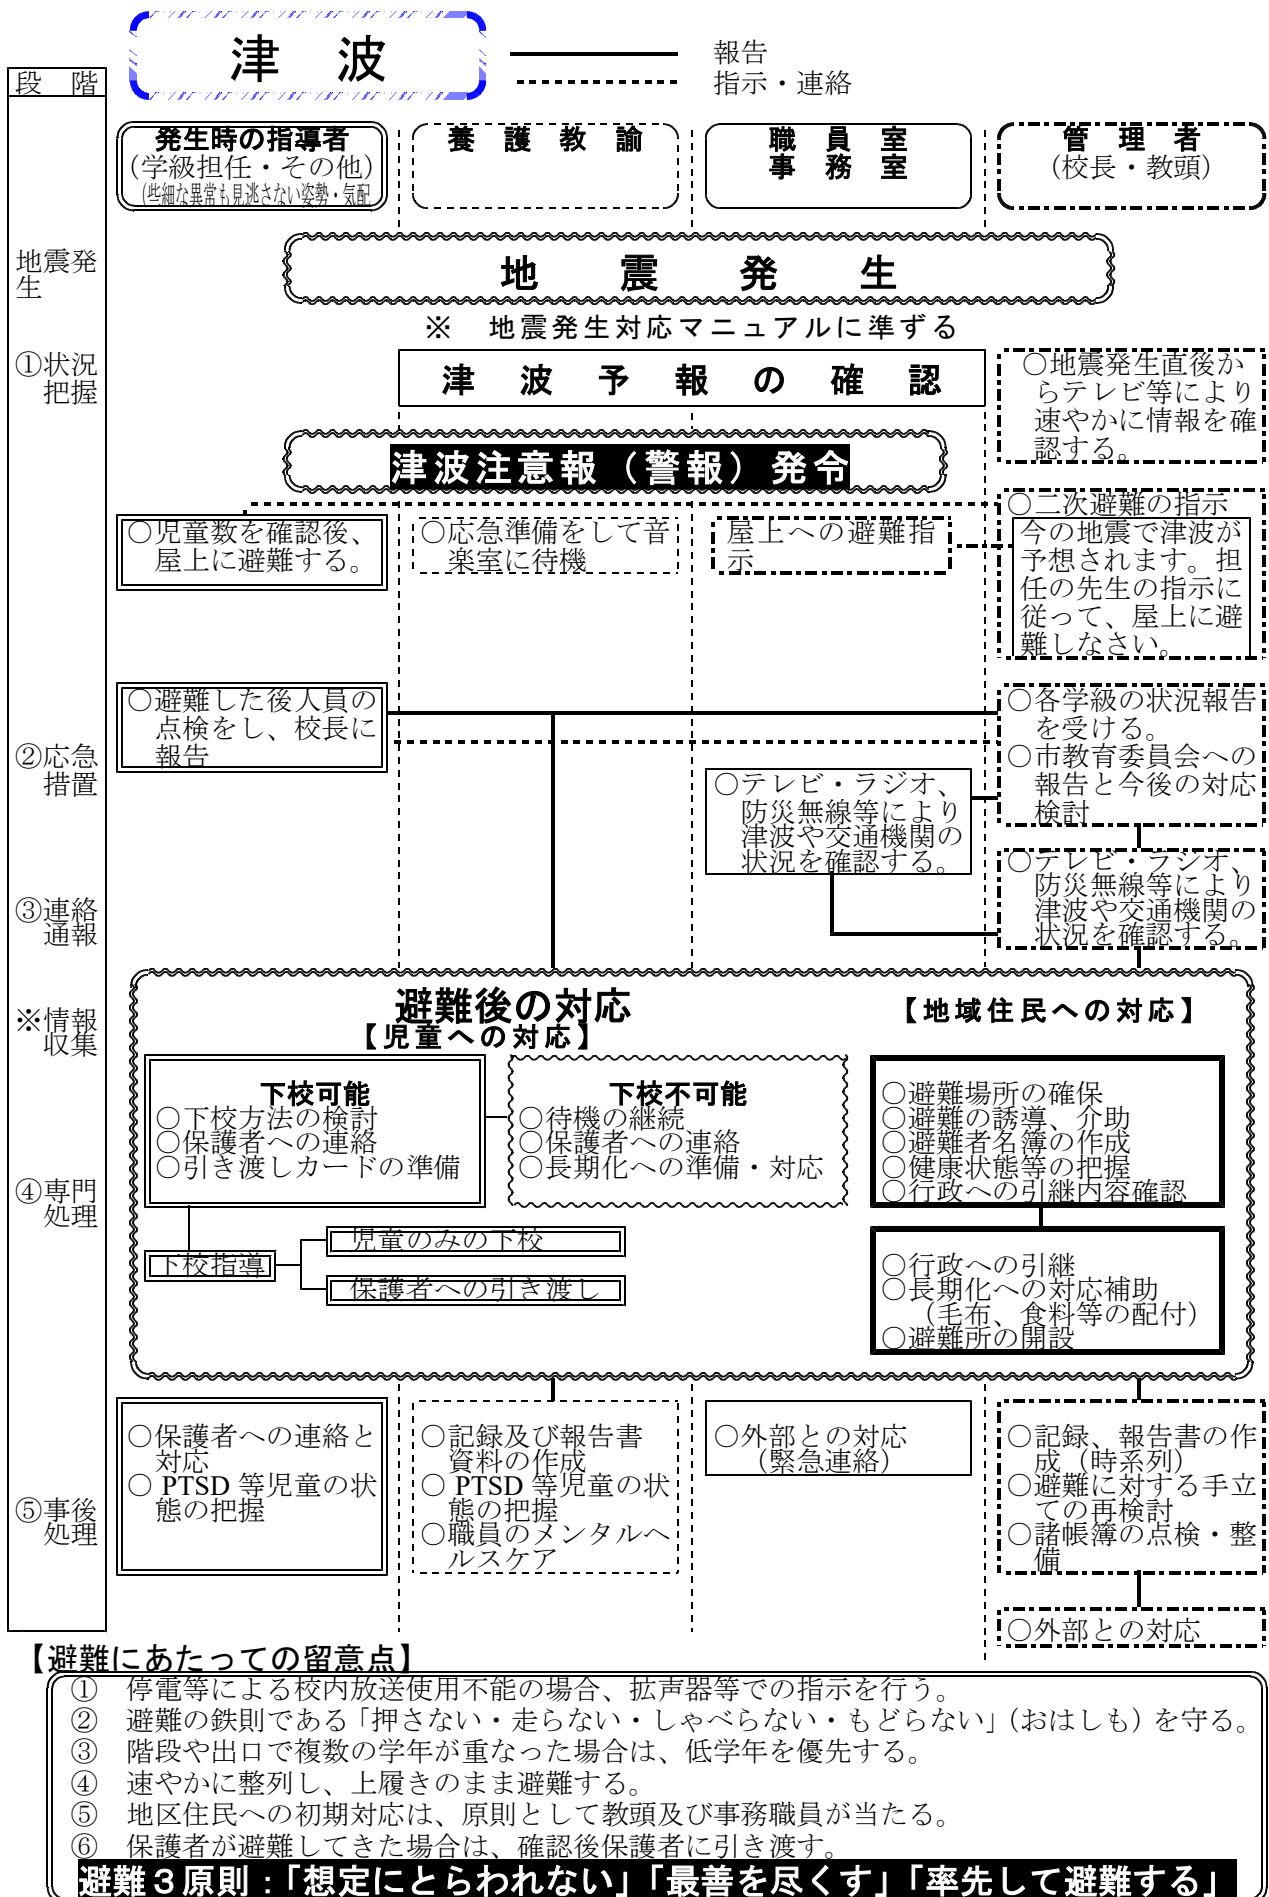 津　波
報告
指示・連絡
段　階
発生時の指導者
（学級担任・その他）
（些細な異常も見逃さない姿勢・気配
養　護　教　諭
職　員　室
事　務　室
管　理　者
（校長・教頭）
地震発
生
地　震　発　生
※　地震発生対応マニュアルに準ずる
①状況
把握
津　波　予　報　の　確　認
○地震発生直後か
らテレビ等により
速やかに情報を確
認する。
津波注意報（警報）発令
○児童数を確認後、
屋上に避難する。
○応急準備をして音
楽室に待機
屋上への避難指
示
○二次避難の指示
今の地震で津波が
予想されます。担
任の先生の指示に
従って、屋上に避
難しなさい。
○避難した後人員の
点検をし、校長に
報告
○各学級の状況報告
を受ける。
○市教育委員会への
報告と今後の対応
検討
②応急
措置
○テレビ・ラジオ、
防災無線等により
津波や交通機関の
状況を確認する。
○テレビ・ラジオ、
防災無線等により
津波や交通機関の
状況を確認する。
③連絡
通報
※情報
収集
避難後の対応
【児童への対応】
【地域住民への対応】
下校可能
○下校方法の検討
○保護者への連絡
○引き渡しカードの準備
下校不可能
○待機の継続
○保護者への連絡
○長期化への準備・対応
○避難場所の確保
○避難の誘導、介助
○避難者名簿の作成
○健康状態等の把握
○行政への引継内容確認
④専門
処理
下校指導
児童のみの下校
保護者への引き渡し
○行政への引継
○長期化への対応補助
（毛布、食料等の配付）
○避難所の開設
⑤事後
処理
○保護者への連絡と
対応
○PTSD 等児童の状
態の把握
○記録及び報告書
資料の作成
○PTSD 等児童の状
態の把握
○職員のメンタルヘ
ルスケア
○外部との対応
（緊急連絡）
○記録、報告書の作
成（時系列）
○避難に対する手立
ての再検討
○諸帳簿の点検・整
備
○外部との対応
【避難にあたっての留意点】
①　停電等による校内放送使用不能の場合、拡声器等での指示を行う。
②　避難の鉄則である「押さない・走らない・しゃべらない・もどらない」（おはしも）を守る。
③　階段や出口で複数の学年が重なった場合は、低学年を優先する。
④　速やかに整列し、上履きのまま避難する。
⑤　地区住民への初期対応は、原則として教頭及び事務職員が当たる。
⑥　保護者が避難してきた場合は、確認後保護者に引き渡す。
避難３原則：「想定にとらわれない」「最善を尽くす」「率先して避難する」